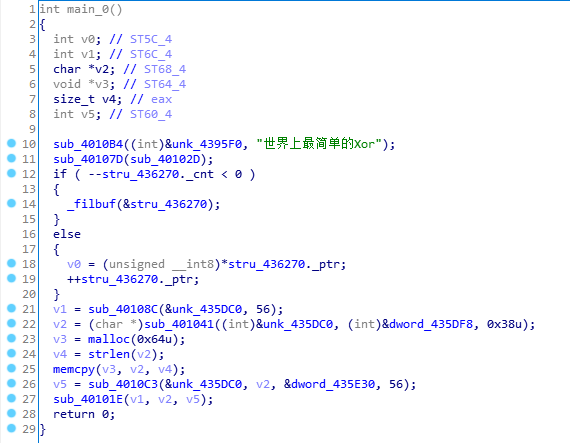 1 int main_0()
2 {
3 int v0; // ST5C_4
4 int v1; // ST6C_4
5 char *v2; // ST68_4
6 void *v3; // ST64_4
7 size_t v4; // eax
8 int v5; // ST60_4
9
10 sub_4010B4((int)&unk_4395F0, "世界上最简单的Xor");
11 sub_40107D(sub_40102D);
12 if ( --stru_436270._cnt < 0 )
13 {
14 _filbuf(&stru_436270);
15 }
16 else
17 {
18 v0 = (unsigned __int8)*stru_436270._ptr;
19 ++stru_436270._ptr;
20 }
21 v1 = sub_40108C(&unk_435DC0, 56);
22 v2 = (char *)sub_401041((int)&unk_435DC0, (int)&dword_435DF8, 0x38u);
23 v3 = malloc(0x64u);
24 v4 = strlen(v2);
25 memcpy(v3, v2, v4);
26 v5 = sub_4010C3(&unk_435DC0, v2, &dword_435E30, 56);
27 sub_40101E(v1, v2, v5);
28 return 0;
29 }